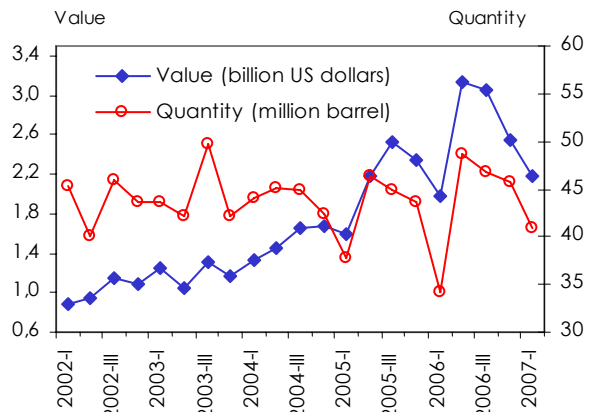 Value
Quantity
3,4
3,0
2,6
2,2
1,8
1,4
1,0
0,6
Value (billion US dollars)
Quantity (million barrel)
60
55
50
45
40
35
30
2002-I
2002-III
2003-I
2003-III
2004-I
2004-III
2005-I
2005-III
2006-I
2006-III
2007-I